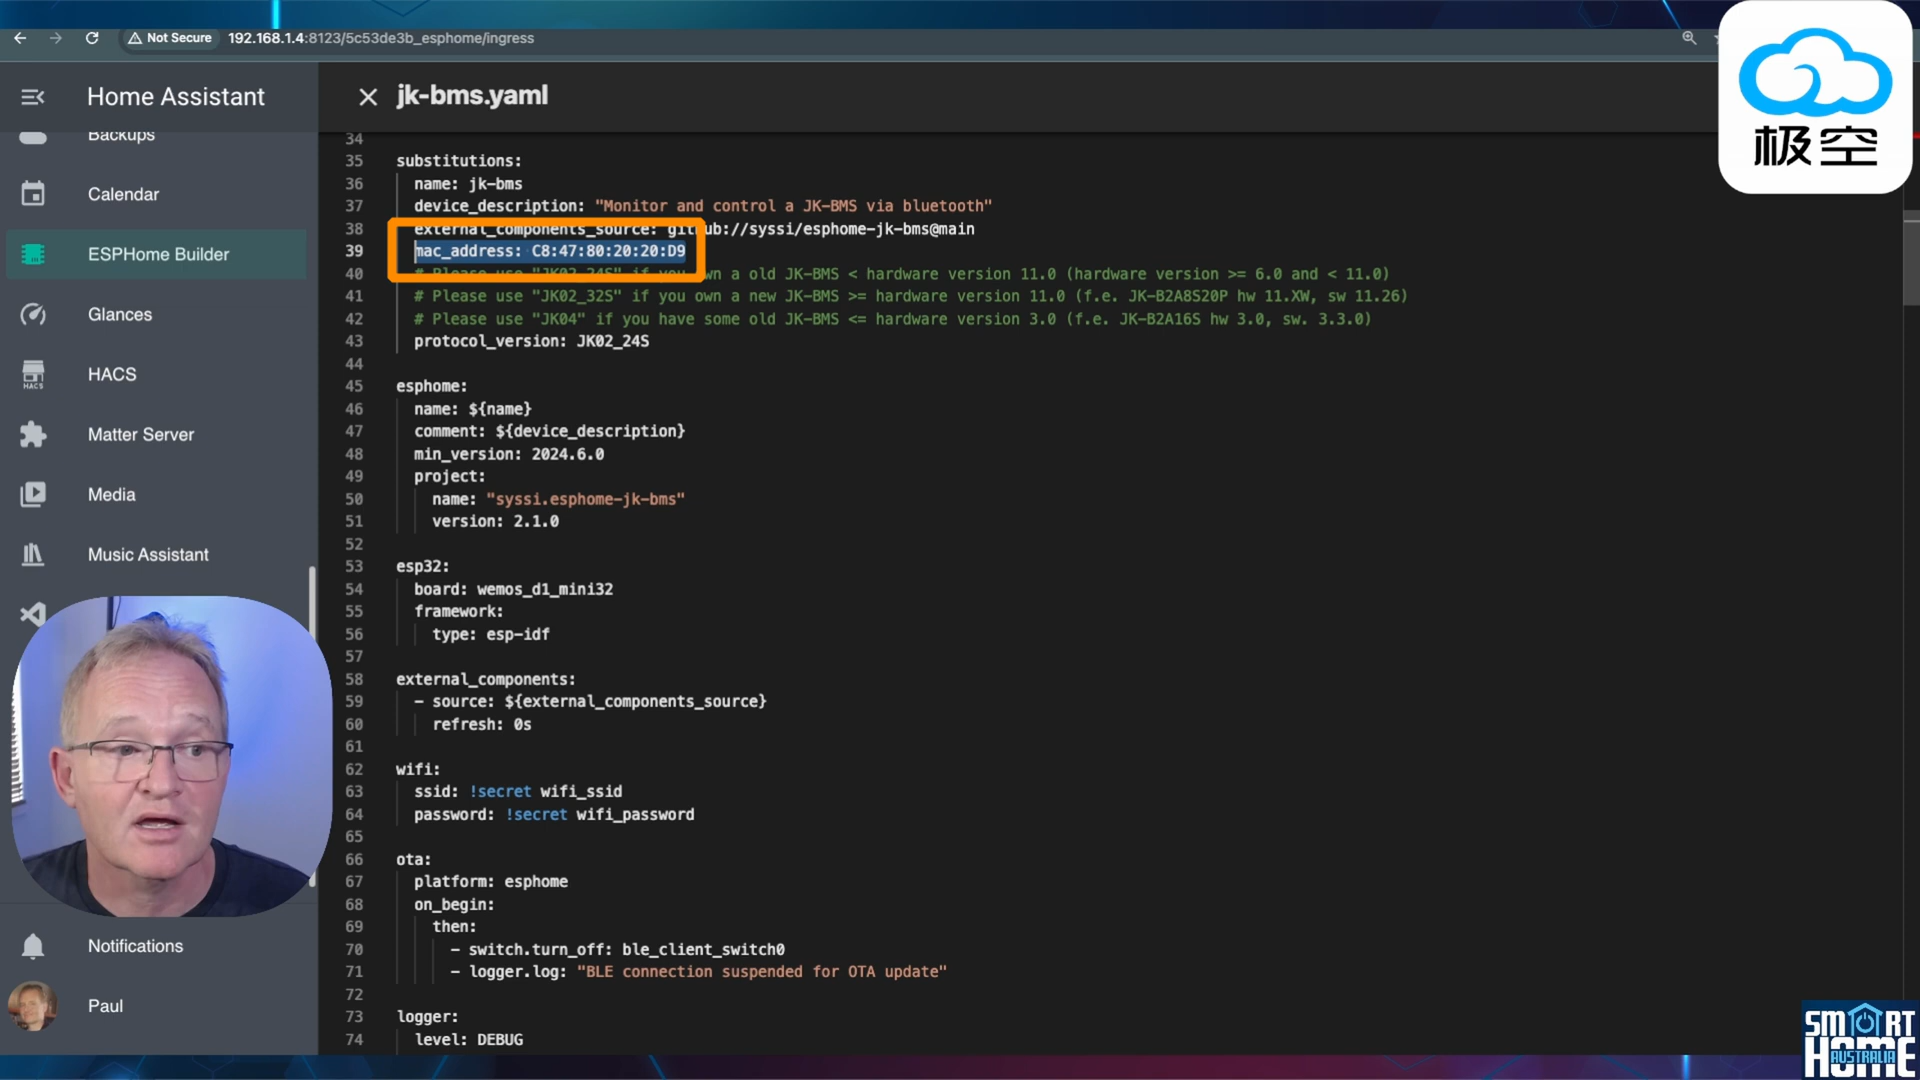 Not Secure 192.168.1.4:8123/5c53de3b_esphome/ingress
Home Assistant
Backups
Calendar
ESPHome Builder
Glances
HACS
HACS
Matter Server
Media
Music Assistant
Notifications
Paul
jk-bms.yaml
34
35 substitutions:
36 name: jk-bms
37 device_description: "Monitor and control a JK-BMS via bluetooth"
38 external_components_source: github://syssi/esphome-jk-bms@main
39 mac_address: C8:47:80:20:20:D9
40 # Please use "JK02_24S" if you own a old JK-BMS < hardware version 11.0 (hardware version >= 6.0 and < 11.0)
41 # Please use "JK02_32S" if you own a new JK-BMS >= hardware version 11.0 (f.e. JK-B2A8S20P hw 11.XW, sw 11.26)
42 # Please use "JK04" if you have some old JK-BMS <= hardware version 3.0 (f.e. JK-B2A16S hw 3.0, sw. 3.3.0)
43 protocol_version: JK02_24S
44
45 esphome:
46 name: ${name}
47 comment: ${device_description}
48 min_version: 2024.6.0
49 project:
50 name: "syssi.esphome-jk-bms"
51 version: 2.1.0
52
53 esp32:
54 board: wemos_d1_mini32
55 framework:
56 type: esp-idf
57
58 external_components:
59 - source: ${external_components_source}
60 refresh: 0s
61
62 wifi:
63 ssid: !secret wifi_ssid
64 password: !secret wifi_password
65
66 ota:
67 platform: esphome
68 on_begin:
69 then:
70 - switch.turn_off: ble_client_switch0
71 - logger.log: "BLE connection suspended for OTA update"
72
73 logger:
74 level: DEBUG
极空
SMART
HOME
AUSTRALIA